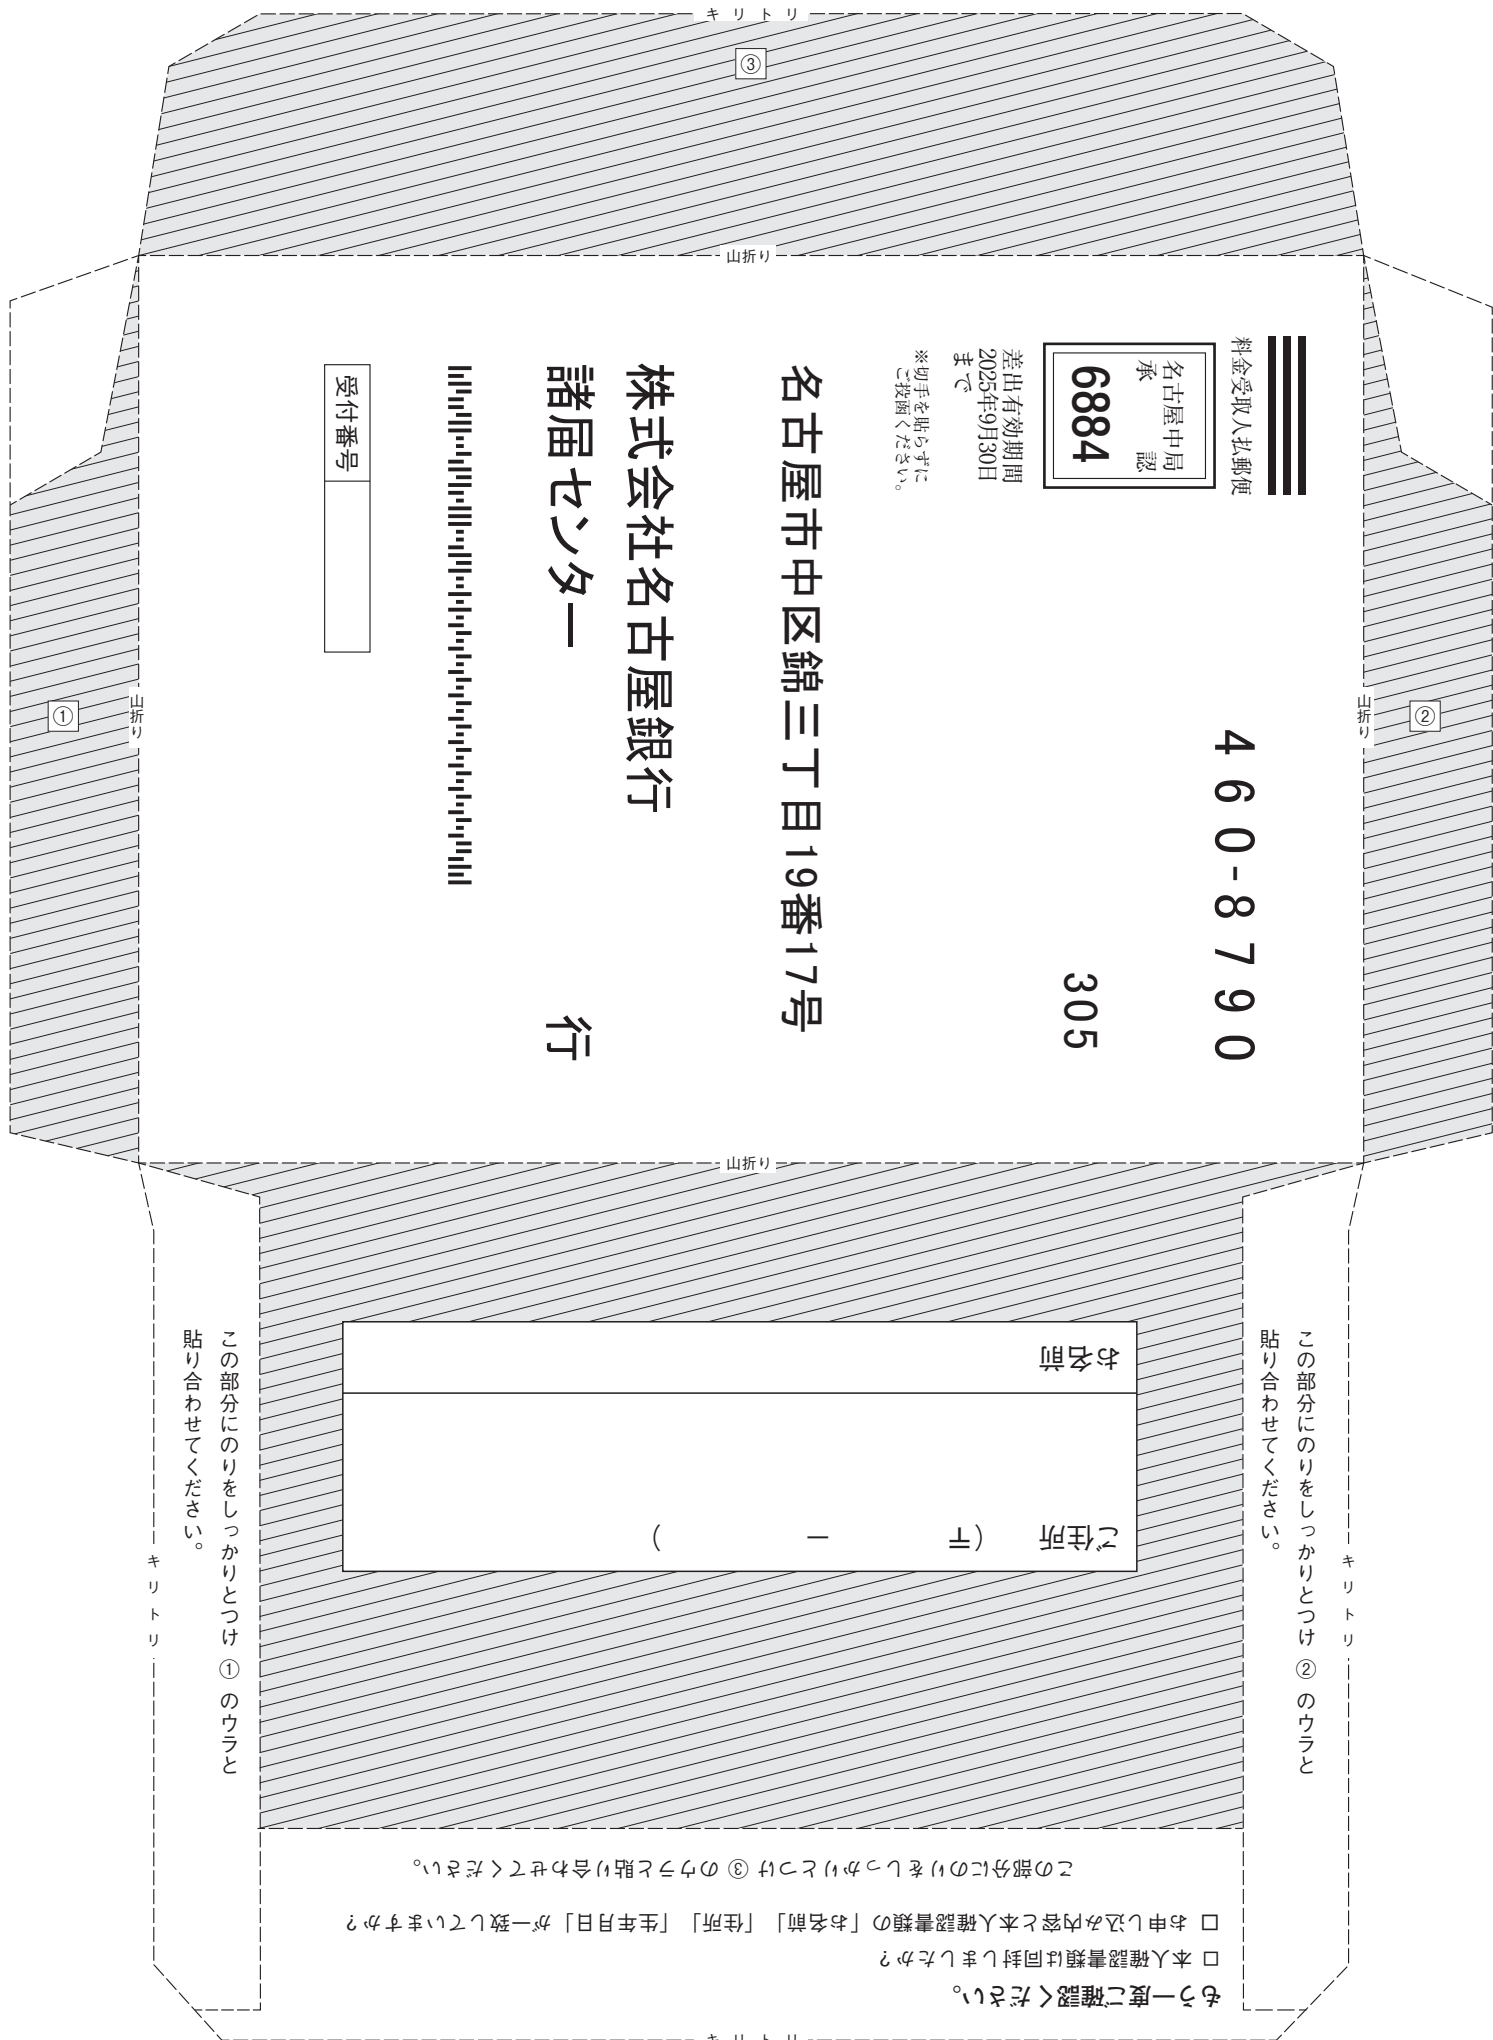 キリトリ
③
山折り
料金受取人払郵便
名古屋中局
承 認
6884
差出有効期間
2025年9月30日
まで
※切手を貼らずに
ご投函ください。
460-8790
305
名古屋市中区錦三丁目19番17号
株式会社名古屋銀行
諸届センター 行
受付番号
①
山折り
山折り
②
山折り
お名前
ご住所 (〒 － )
この部分にのりをしっかりとつけ ① のウラと
貼り合わせてください。
キリトリ
この部分にのりをしっかりとつけ ② のウラと
貼り合わせてください。
キリトリ
この部分にのりをしっかりとつけ ③ のウラと貼り合わせてください。
もう一度ご確認ください。
□ 本人確認書類は同封しましたか？
□ お申し込み内容と本人確認書類の「お名前」「住所」「生年月日」が一致していますか？
キリトリ